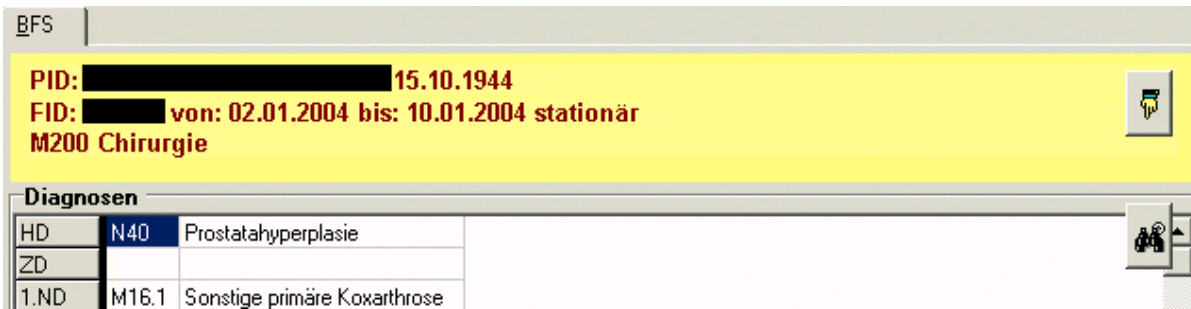 BFS
PID: 15.10.1944
FID: von: 02.01.2004 bis: 10.01.2004 stationär
M200 Chirurgie
Diagnosen
HD N40 Prostatahyperplasie
ZD
1.ND M16.1 Sonstige primäre Koxarthrose